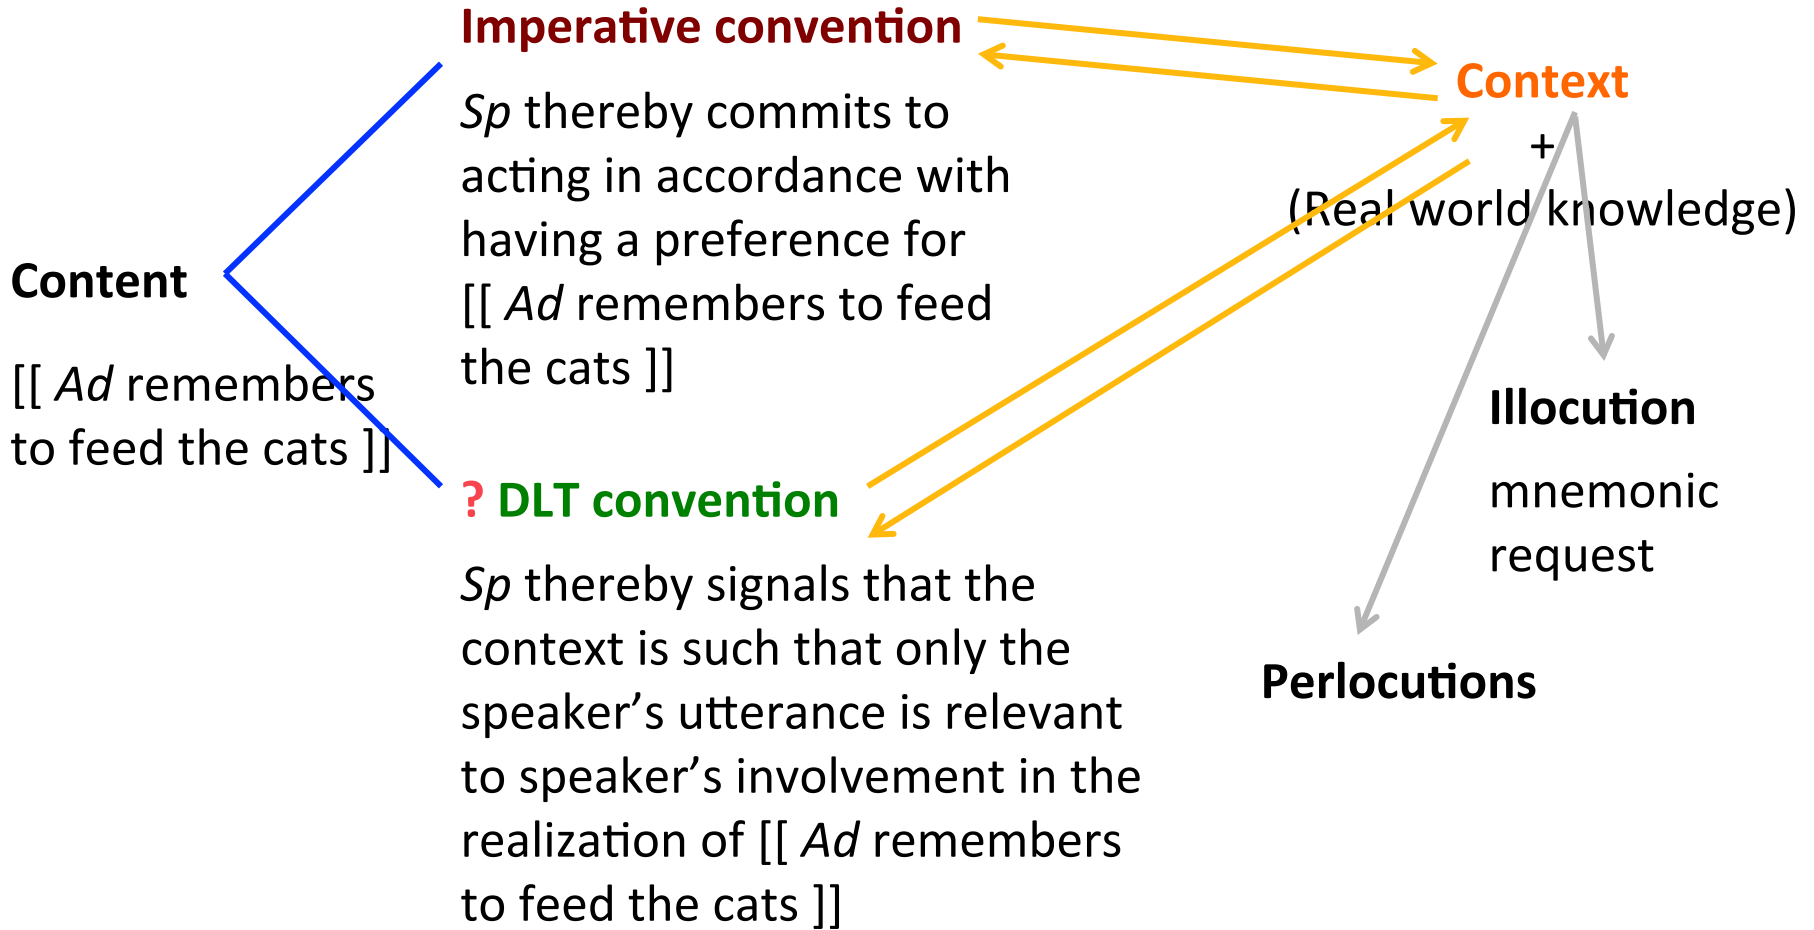 Imperative convention
Sp thereby commits to
acting in accordance with
having a preference for
[[ Ad remembers to feed
the cats ]]
Content
[[ Ad remembers
to feed the cats ]]
? DLT convention
Sp thereby signals that the
context is such that only the
speaker’s utterance is relevant
to speaker’s involvement in the
realization of [[ Ad remembers
to feed the cats ]]
Context
+
(Real world knowledge)
Illocution
mnemonic
request
Perlocutions